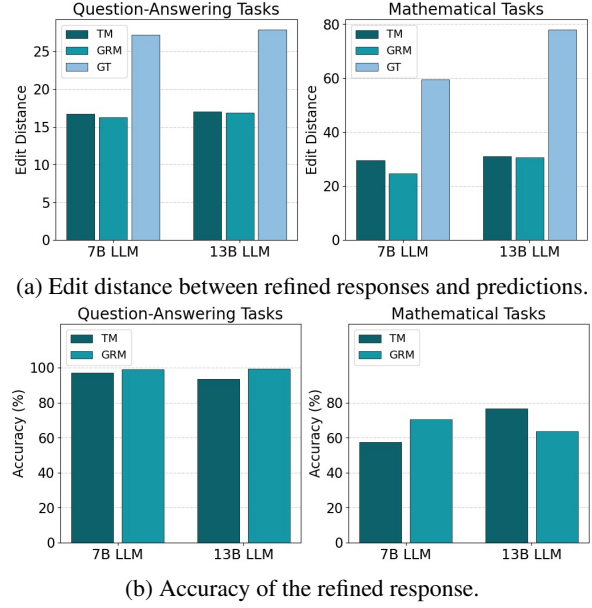 Question-Answering Tasks
Edit Distance
25
20
15
10
5
0
TM
GRM
GT
7B LLM
13B LLM
Mathematical Tasks
Edit Distance
80
60
40
20
0
TM
GRM
GT
7B LLM
13B LLM
(a) Edit distance between refined responses and predictions.
Question-Answering Tasks
Accuracy (%)
100
80
60
40
20
0
TM
GRM
7B LLM
13B LLM
Mathematical Tasks
Accuracy (%)
80
60
40
20
0
TM
GRM
7B LLM
13B LLM
(b) Accuracy of the refined response.